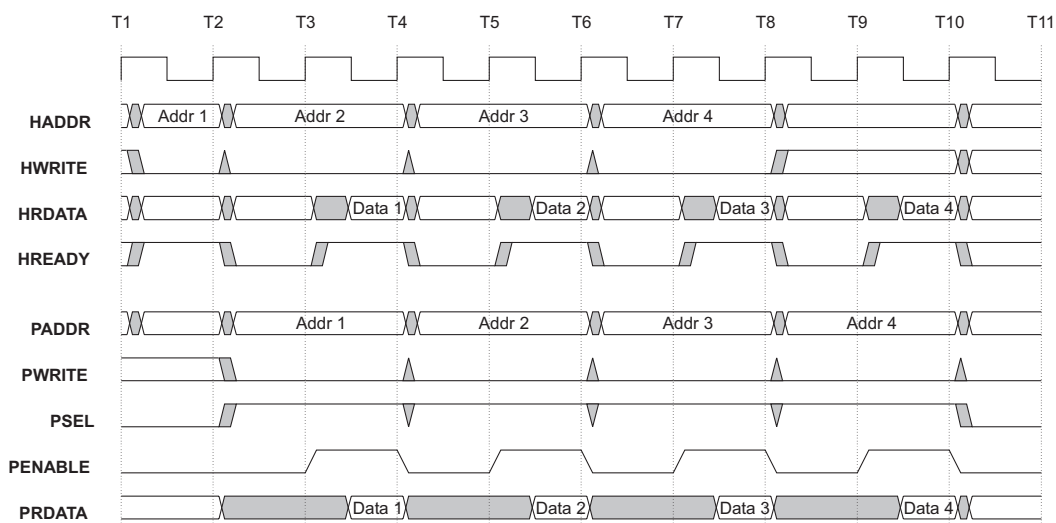 T1 T2 T3 T4 T5 T6 T7 T8 T9 T10 T11
HADDR Addr 1 Addr 2 Addr 3 Addr 4
HWRITE
HRDATA Data 1 Data 2 Data 3 Data 4
HREADY
PADDR Addr 1 Addr 2 Addr 3 Addr 4
PWRITE
PSEL
PENABLE
PRDATA Data 1 Data 2 Data 3 Data 4